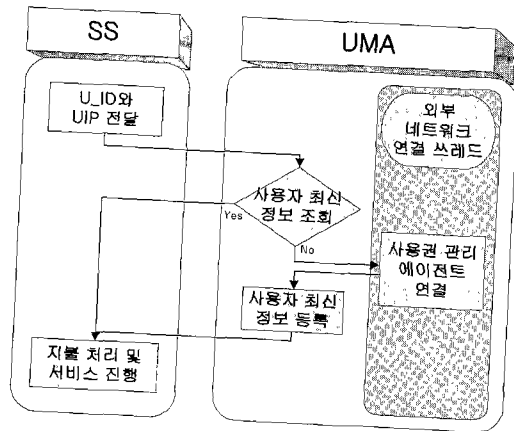 SS
UMA
U_ID와
UIP 전달
외부
네트워크
연결 쓰레드
사용자 최신
정보 조회
Yes
No
사용권 관리
에이전트
연결
사용자 최신
정보 등록
지불 처리 및
서비스 진행